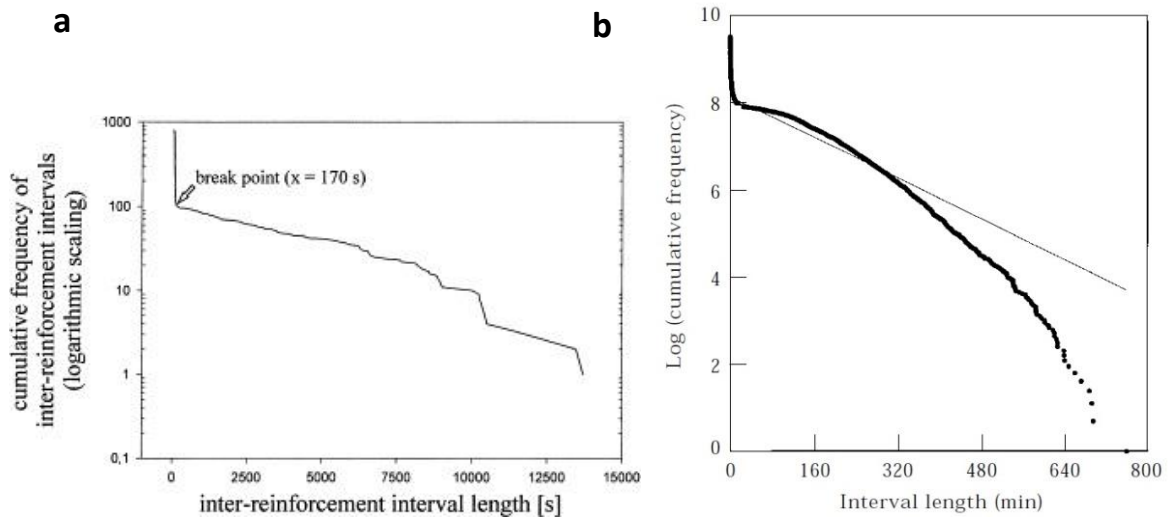 a
cumulative frequency of
inter-reinforcement intervals
(logarithmic scaling)
1000
100
10
1
0,1
break point (x = 170 s)
0 2500 5000 7500 10000 12500 15000
inter-reinforcement interval length [s]
b
Log (cumulative frequency)
10
8
6
4
2
0
0 160 320 480 640 800
Interval length (min)